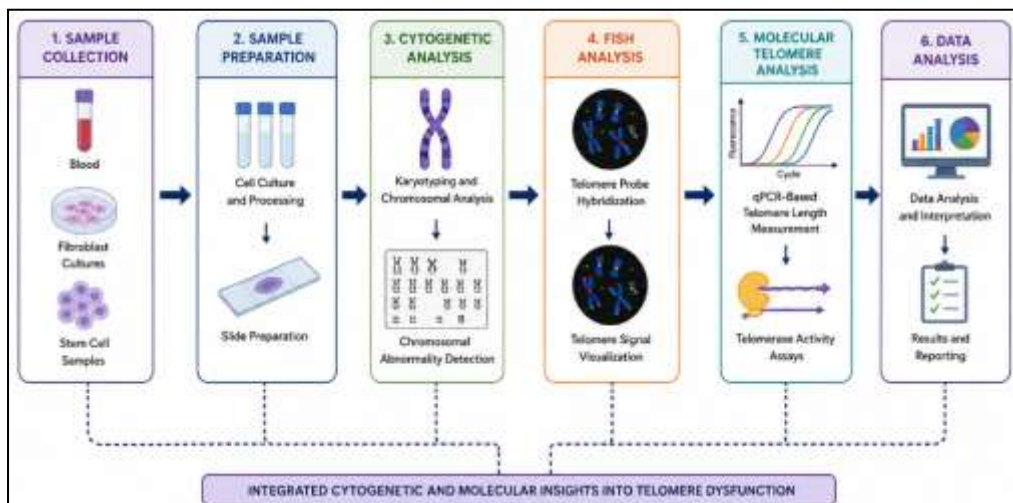 1. SAMPLE
COLLECTION
Blood
Fibroblast
Cultures
Stem Cell
Samples
2. SAMPLE
PREPARATION
Cell Culture
and Processing
Slide Preparation
3. CYTOGENETIC
ANALYSIS
Karyotyping and
Chromosomal Analysis
Chromosomal
Abnormality Detection
4. FISH
ANALYSIS
Telomere Probe
Hybridization
Telomere Signal
Visualization
5. MOLECULAR
TELOMERE
ANALYSIS
Fluorescence
Cycle
qPCR-Based
Telomere Length
Measurement
Telomerase Activity
Assays
6. DATA
ANALYSIS
Data Analysis
and Interpretation
Results and
Reporting
INTEGRATED CYTOGENETIC AND MOLECULAR INSIGHTS INTO TELOMERE DYSFUNCTION